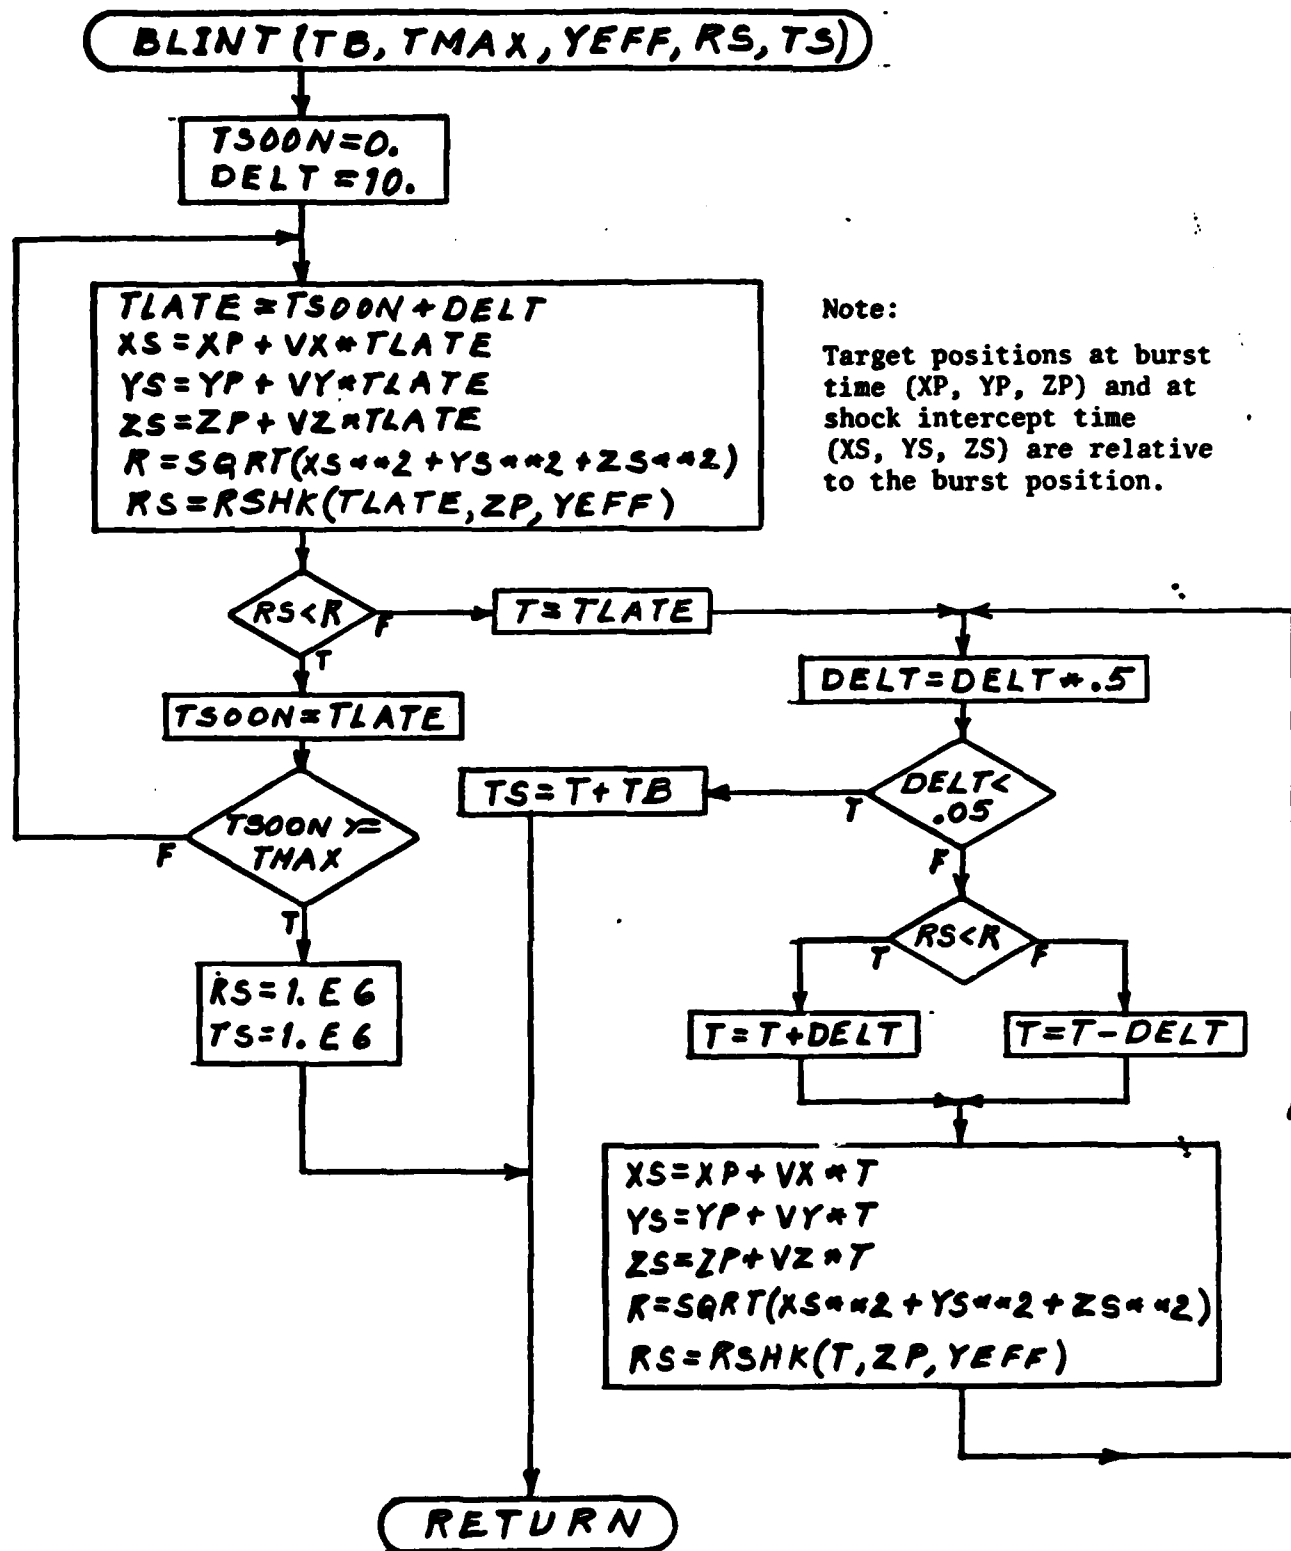 BLINT(TB, TMAX, YEFF, RS, TS)
TSOON=0.
DELT=10.
TLATE=TSOON+DELT
XS=XP+VX*TLATE
YS=YP+VY*TLATE
ZS=ZP+VZ*TLATE
R=SQRT(XS**2+YS**2+ZS**2)
RS=RSHK(TLATE,ZP,YEFF)
Note:
Target positions at burst
time (XP, YP, ZP) and at
shock intercept time
(XS, YS, ZS) are relative
to the burst position.
RS<R
F
T
T=TLATE
DELT=DELT*.5
TSOON=TLATE
TS=T+TB
DELT<
.05
T
F
TSOON>=
TMAX
F
T
RS<R
T
F
RS=1.E6
TS=1.E6
T=T+DELT
T=T-DELT
XS=XP+VX*T
YS=YP+VY*T
ZS=ZP+VZ*T
R=SQRT(XS**2+YS**2+ZS**2)
RS=RSHK(T,ZP,YEFF)
RETURN